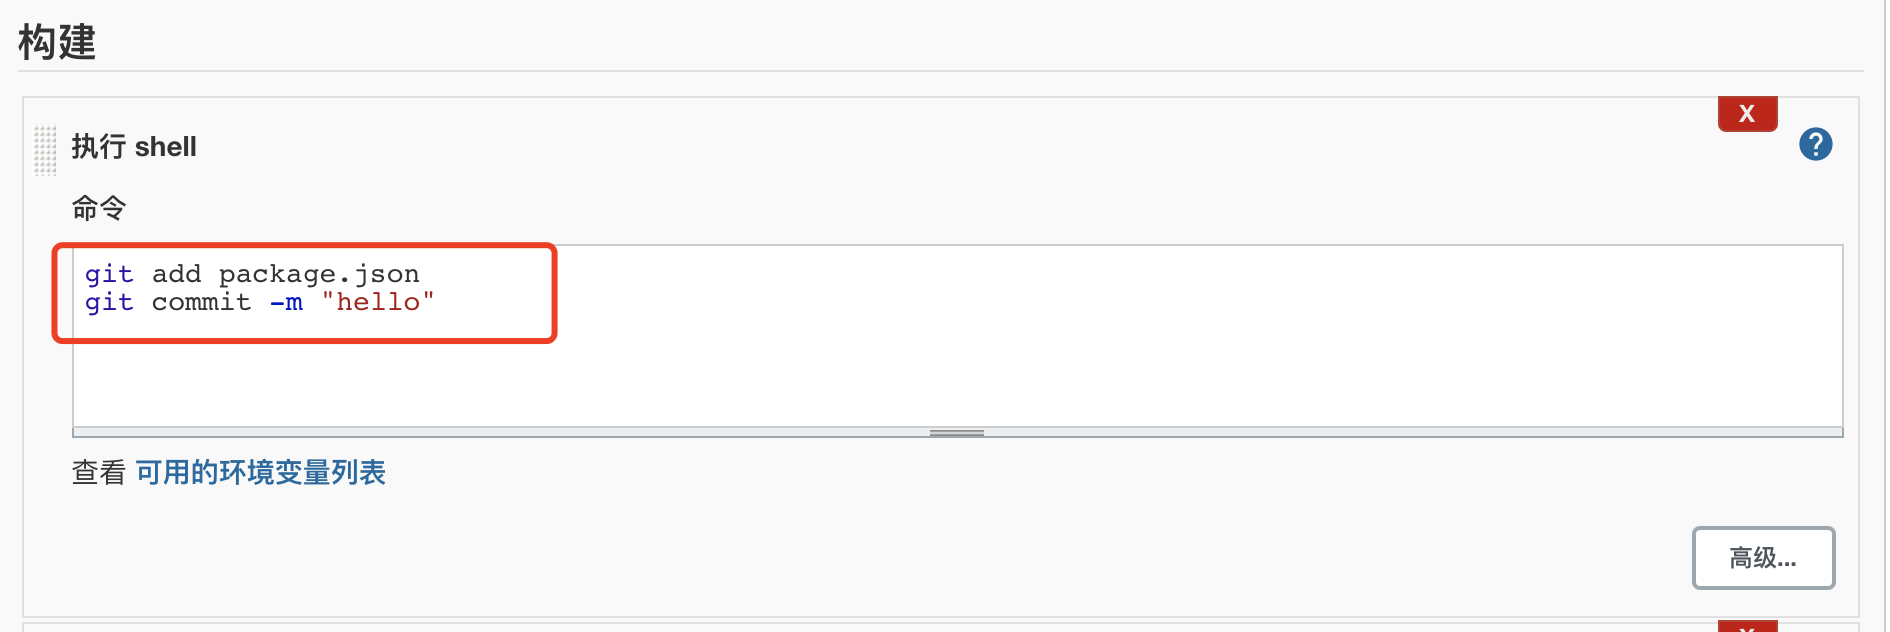 构建
X
执行 shell
?
命令
git add package.json
git commit -m "hello"
查看 可用的环境变量列表
高级...
X